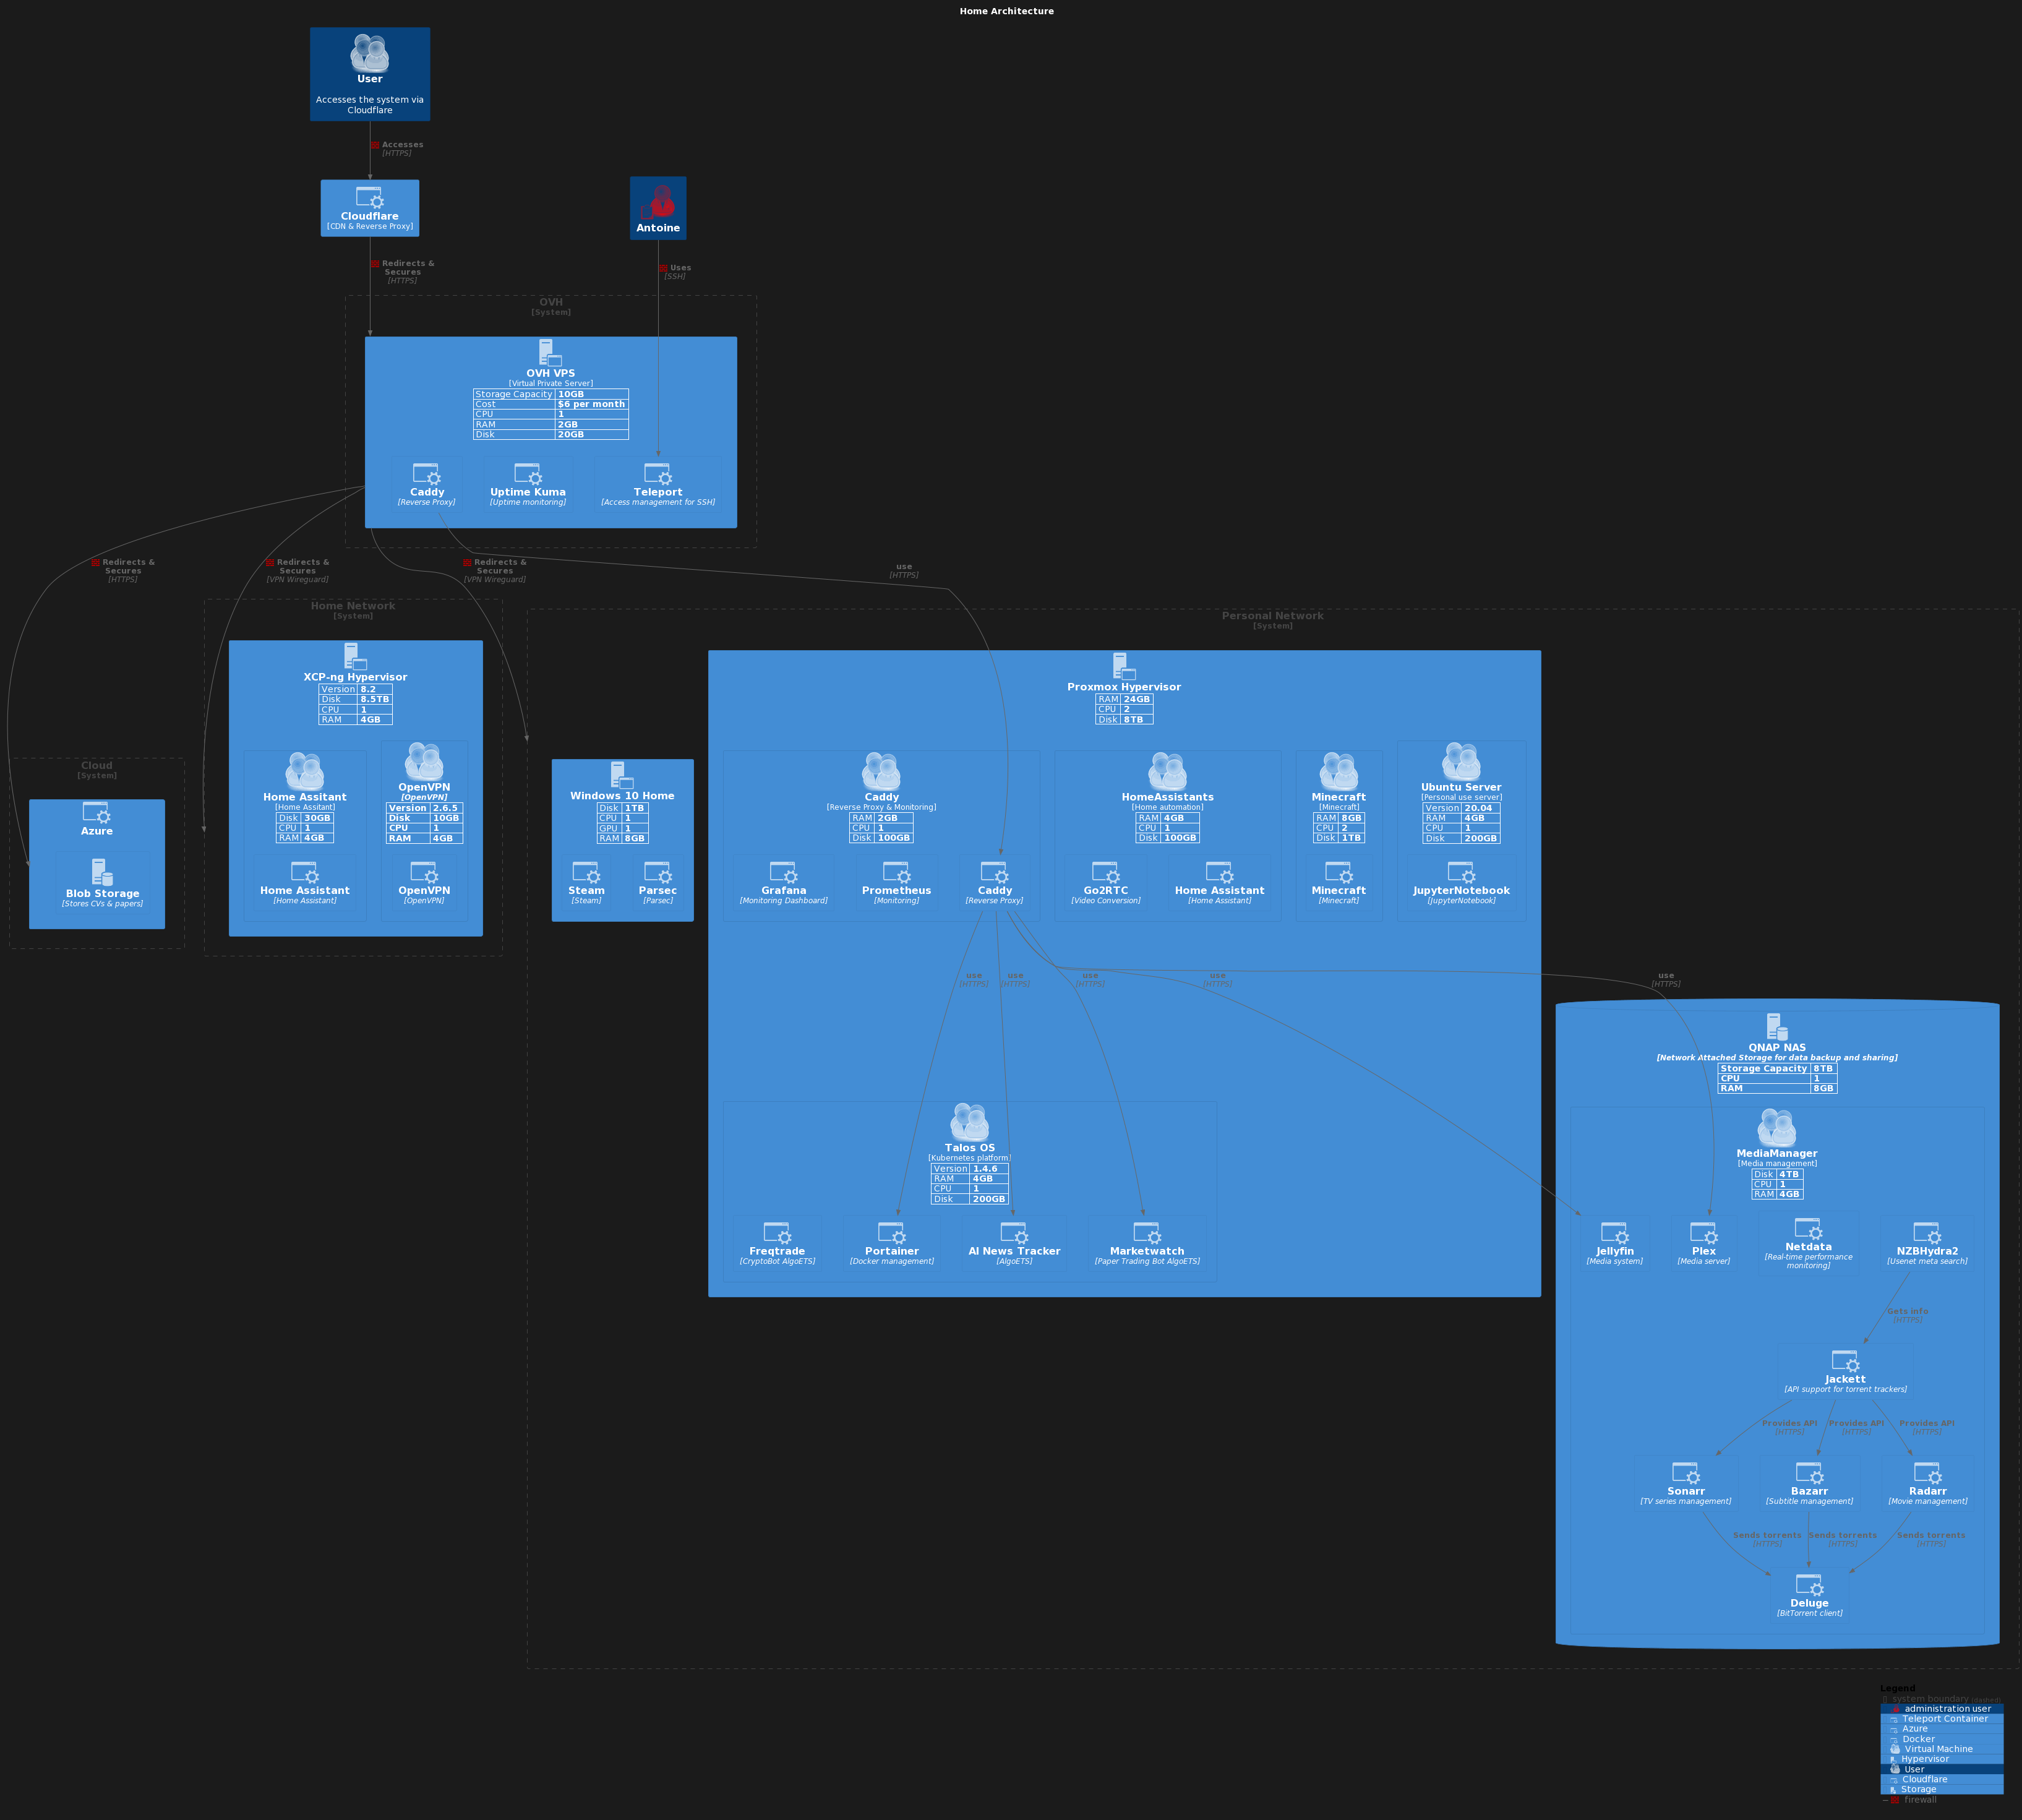 Home Architecture
User
Accesses the system via
Cloudflare
Accesses
[HTTPS]
Cloudflare
[CDN & Reverse Proxy]
Antoine
Redirects &
Secures
[HTTPS]
Uses
[SSH]
OVH
[System]
OVH VPS
[Virtual Private Server]
Storage Capacity 10GB
Cost $6 per month
CPU 1
RAM 2GB
Disk 20GB
Caddy
[Reverse Proxy]
Uptime Kuma
[Uptime monitoring]
Teleport
[Access management for SSH]
Redirects &
Secures
[HTTPS]
Redirects &
Secures
[VPN Wireguard]
Redirects &
Secures
[VPN Wireguard]
use
[HTTPS]
Home Network
[System]
XCP-ng Hypervisor
Version 8.2
Disk 8.5TB
CPU 1
RAM 4GB
Home Assitant
[Home Assitant]
Disk 30GB
CPU 1
RAM 4GB
Home Assistant
[Home Assistant]
OpenVPN
[OpenVPN]
Version 2.6.5
Disk 10GB
CPU 1
RAM 4GB
OpenVPN
[OpenVPN]
Cloud
[System]
Azure
Blob Storage
[Stores CVs & papers]
Personal Network
[System]
Windows 10 Home
Disk 1TB
CPU 1
GPU 1
RAM 8GB
Steam
[Steam]
Parsec
[Parsec]
Proxmox Hypervisor
RAM 24GB
CPU 2
Disk 8TB
Caddy
[Reverse Proxy & Monitoring]
RAM 2GB
CPU 1
Disk 100GB
Grafana
[Monitoring Dashboard]
Prometheus
[Monitoring]
Caddy
[Reverse Proxy]
HomeAssistants
[Home automation]
RAM 4GB
CPU 1
Disk 100GB
Go2RTC
[Video Conversion]
Home Assistant
[Home Assistant]
Minecraft
[Minecraft]
RAM 8GB
CPU 2
Disk 1TB
Minecraft
[Minecraft]
Ubuntu Server
[Personal use server]
Version 20.04
RAM 4GB
CPU 1
Disk 200GB
JupyterNotebook
[JupyterNotebook]
use
[HTTPS]
use
[HTTPS]
use
[HTTPS]
use
[HTTPS]
use
[HTTPS]
Talos OS
[Kubernetes platform]
Version 1.4.6
RAM 4GB
CPU 1
Disk 200GB
Freqtrade
[CryptoBot AlgoETS]
Portainer
[Docker management]
AI News Tracker
[AlgoETS]
Marketwatch
[Paper Trading Bot AlgoETS]
QNAP NAS
[Network Attached Storage for data backup and sharing]
Storage Capacity 8TB
CPU 1
RAM 8GB
MediaManager
[Media management]
Disk 4TB
CPU 1
RAM 4GB
Jellyfin
[Media system]
Plex
[Media server]
Netdata
[Real-time performance
monitoring]
NZBHydra2
[Usenet meta search]
Gets info
[HTTPS]
Jackett
[API support for torrent trackers]
Provides API
[HTTPS]
Provides API
[HTTPS]
Provides API
[HTTPS]
Sonarr
[TV series management]
Bazarr
[Subtitle management]
Radarr
[Movie management]
Sends torrents
[HTTPS]
Sends torrents
[HTTPS]
Sends torrents
[HTTPS]
Deluge
[BitTorrent client]
Legend
system boundary (dashed)
administration user
Teleport Container
Azure
Docker
Virtual Machine
Hypervisor
User
Cloudflare
Storage
firewall